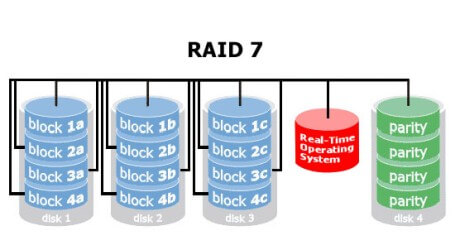 RAID 7
block 1a
block 2a
block 3a
block 4a
disk 1
block 1b
block 2b
block 3b
block 4b
disk 2
block 1c
block 2c
block 3c
block 4c
disk 3
Real-Time
Operating
System
parity
parity
parity
parity
disk 4